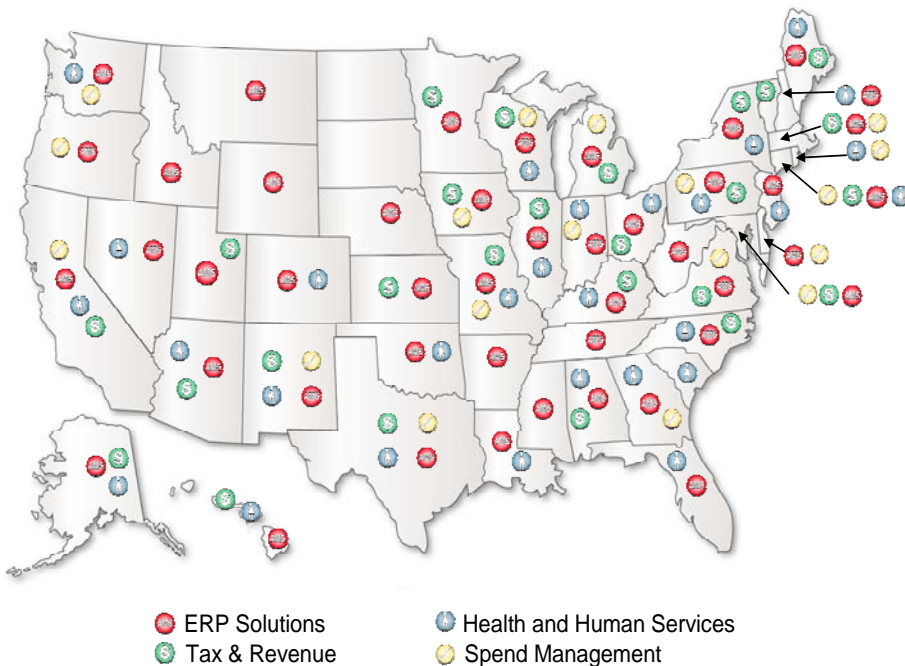 ERP Solutions
Health and Human Services
Tax & Revenue
Spend Management